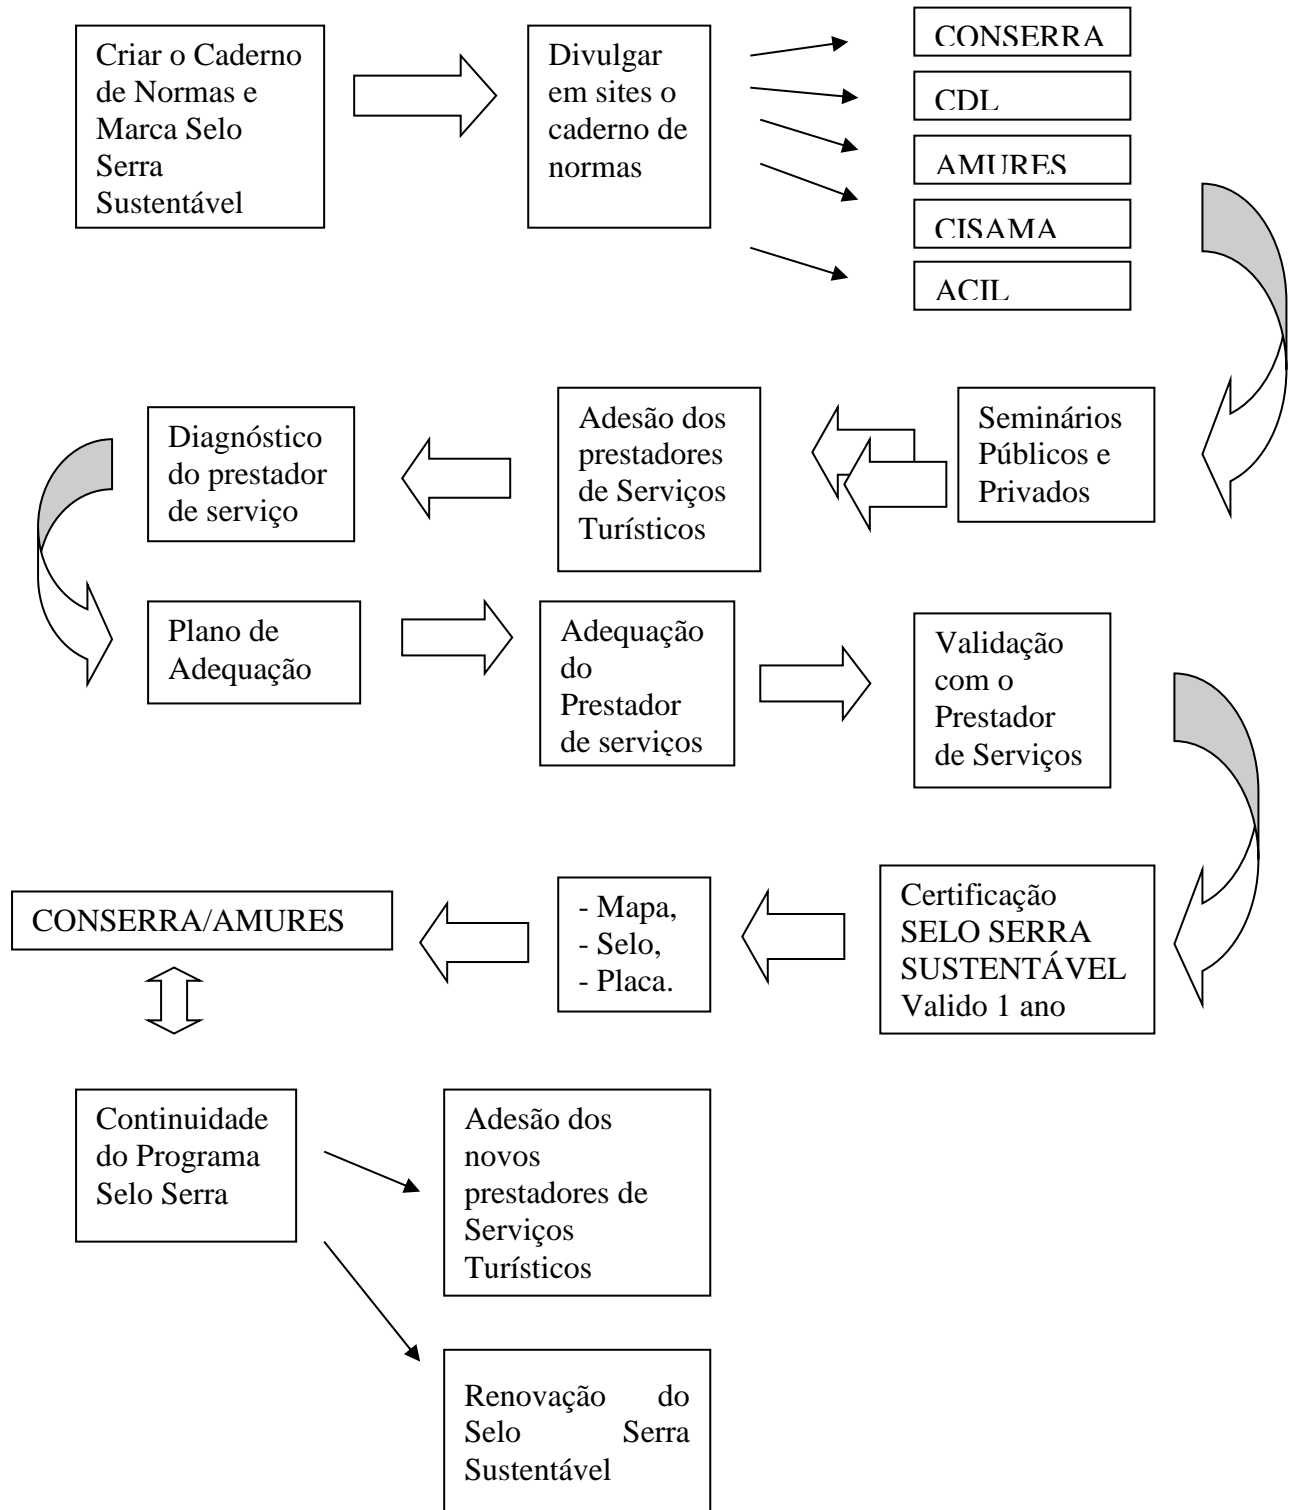 Criar o Caderno
de Normas e
Marca Selo
Serra
Sustentável
Divulgar
em sites o
caderno de
normas
CONSERRA
CDL
AMURES
CISAMA
ACIL
Seminários
Públicos e
Privados
Adesão dos
prestadores
de Serviços
Turísticos
Diagnóstico
do prestador
de serviço
Plano de
Adequação
Adequação
do
Prestador
de serviços
Validação
com o
Prestador
de Serviços
Certificação
SELO SERRA
SUSTENTÁVEL
Valido 1 ano
- Mapa,
- Selo,
- Placa.
CONSERRA/AMURES
Continuidade
do Programa
Selo Serra
Adesão dos
novos
prestadores de
Serviços
Turísticos
Renovação do
Selo Serra
Sustentável